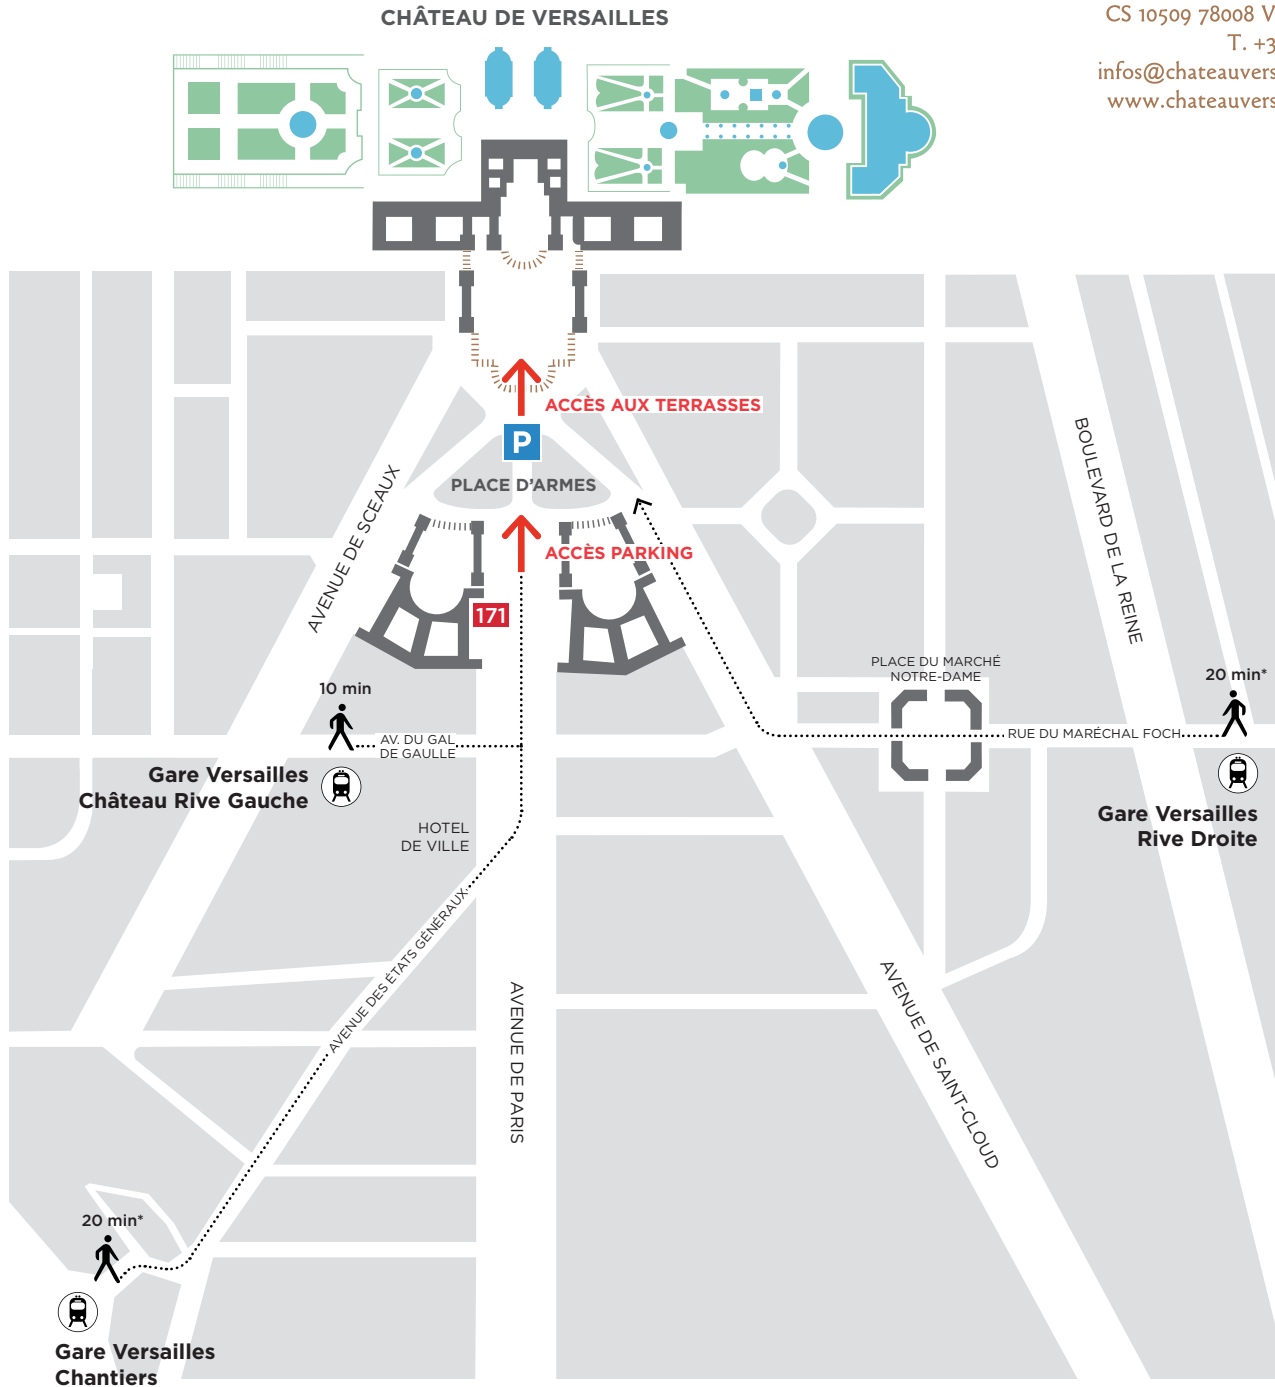 CHÂTEAU DE VERSAILLES
CS 10509 78008 V
T. +3
infos@chateauvers
www.chateauvers
ACCÈS AUX TERRASSES
P
PLACE D'ARMES
ACCÈS PARKING
171
AVENUE DE SCEAUX
BOULEVARD DE LA REINE
PLACE DU MARCHÉ
NOTRE-DAME
10 min
20 min*
AV. DU GAL
DE GAULLE
RUE DU MARÉCHAL FOCH
Gare Versailles
Château Rive Gauche
Gare Versailles
Rive Droite
HOTEL
DE VILLE
AVENUE DES ÉTATS GÉNÉRAUX
AVENUE DE PARIS
AVENUE DE SAINT-CLOUD
20 min*
Gare Versailles
Chantiers